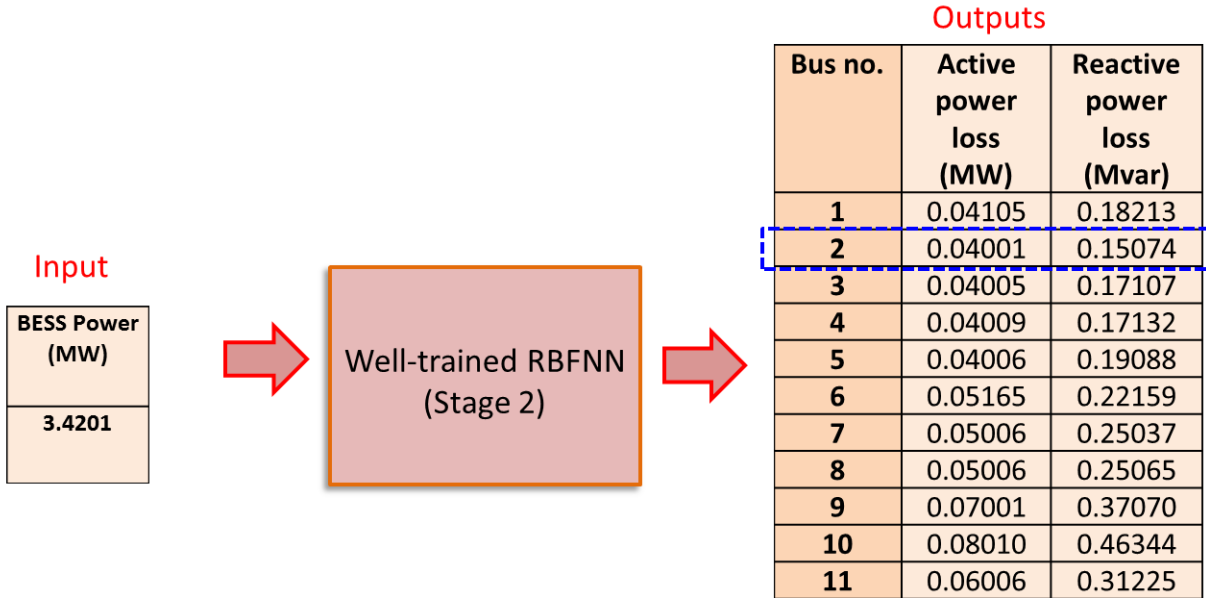 Input
BESS Power
(MW)
3.4201
Well-trained RBFNN
(Stage 2)
Outputs
Bus no. Active power loss (MW) Reactive power loss (Mvar)
1 0.04105 0.18213
2 0.04001 0.15074
3 0.04005 0.17107
4 0.04009 0.17132
5 0.04006 0.19088
6 0.05165 0.22159
7 0.05006 0.25037
8 0.05006 0.25065
9 0.07001 0.37070
10 0.08010 0.46344
11 0.06006 0.31225